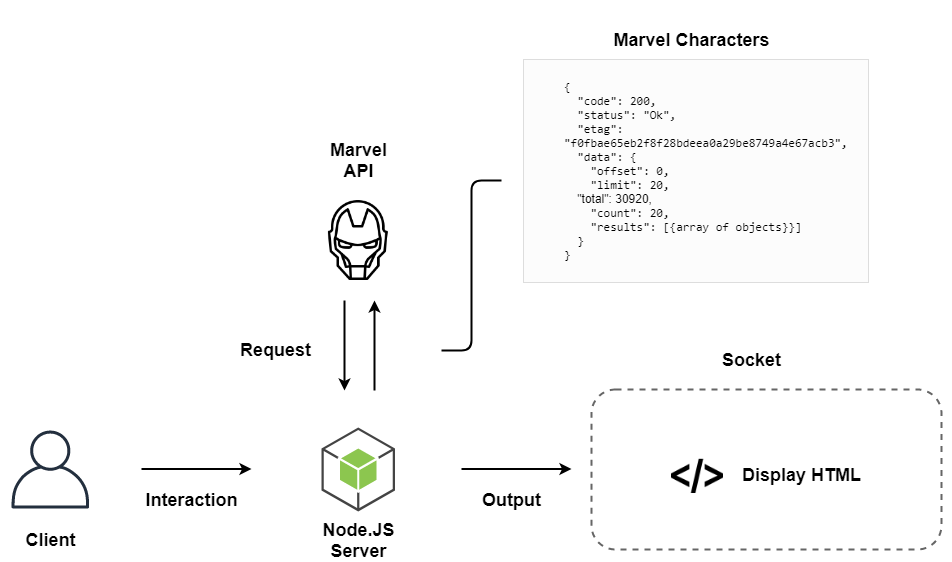 Marvel Characters
{
"code": 200,
"status": "Ok",
"etag":
"f0fbae65eb2f8f28bdeea0a29be8749a4e67acb3",
"data": {
"offset": 0,
"limit": 20,
"total": 30920,
"count": 20,
"results": [{array of objects}}]
}
}
Marvel
API
Request
Socket
</> Display HTML
Interaction
Output
Client
Node.JS
Server